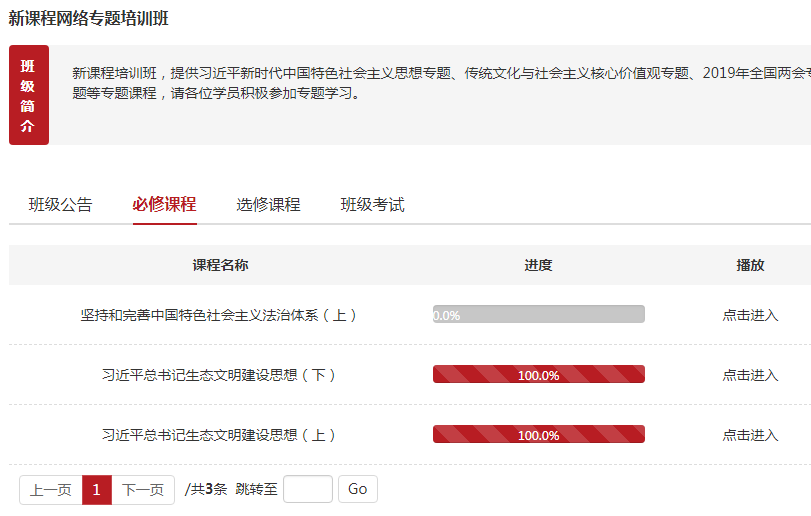 新课程网络专题培训班
班级简介
新课程培训班，提供习近平新时代中国特色社会主义思想专题、传统文化与社会主义核心价值观专题、2019年全国两会
题等专题课程，请各位学员积极参加专题学习。
班级公告 必修课程 选修课程 班级考试
课程名称 进度 播放
坚持和完善中国特色社会主义法治体系（上） 0.0% 点击进入
习近平总书记生态文明建设思想（下） 100.0% 点击进入
习近平总书记生态文明建设思想（上） 100.0% 点击进入
上一页 1 下一页 /共3条 跳转至 Go